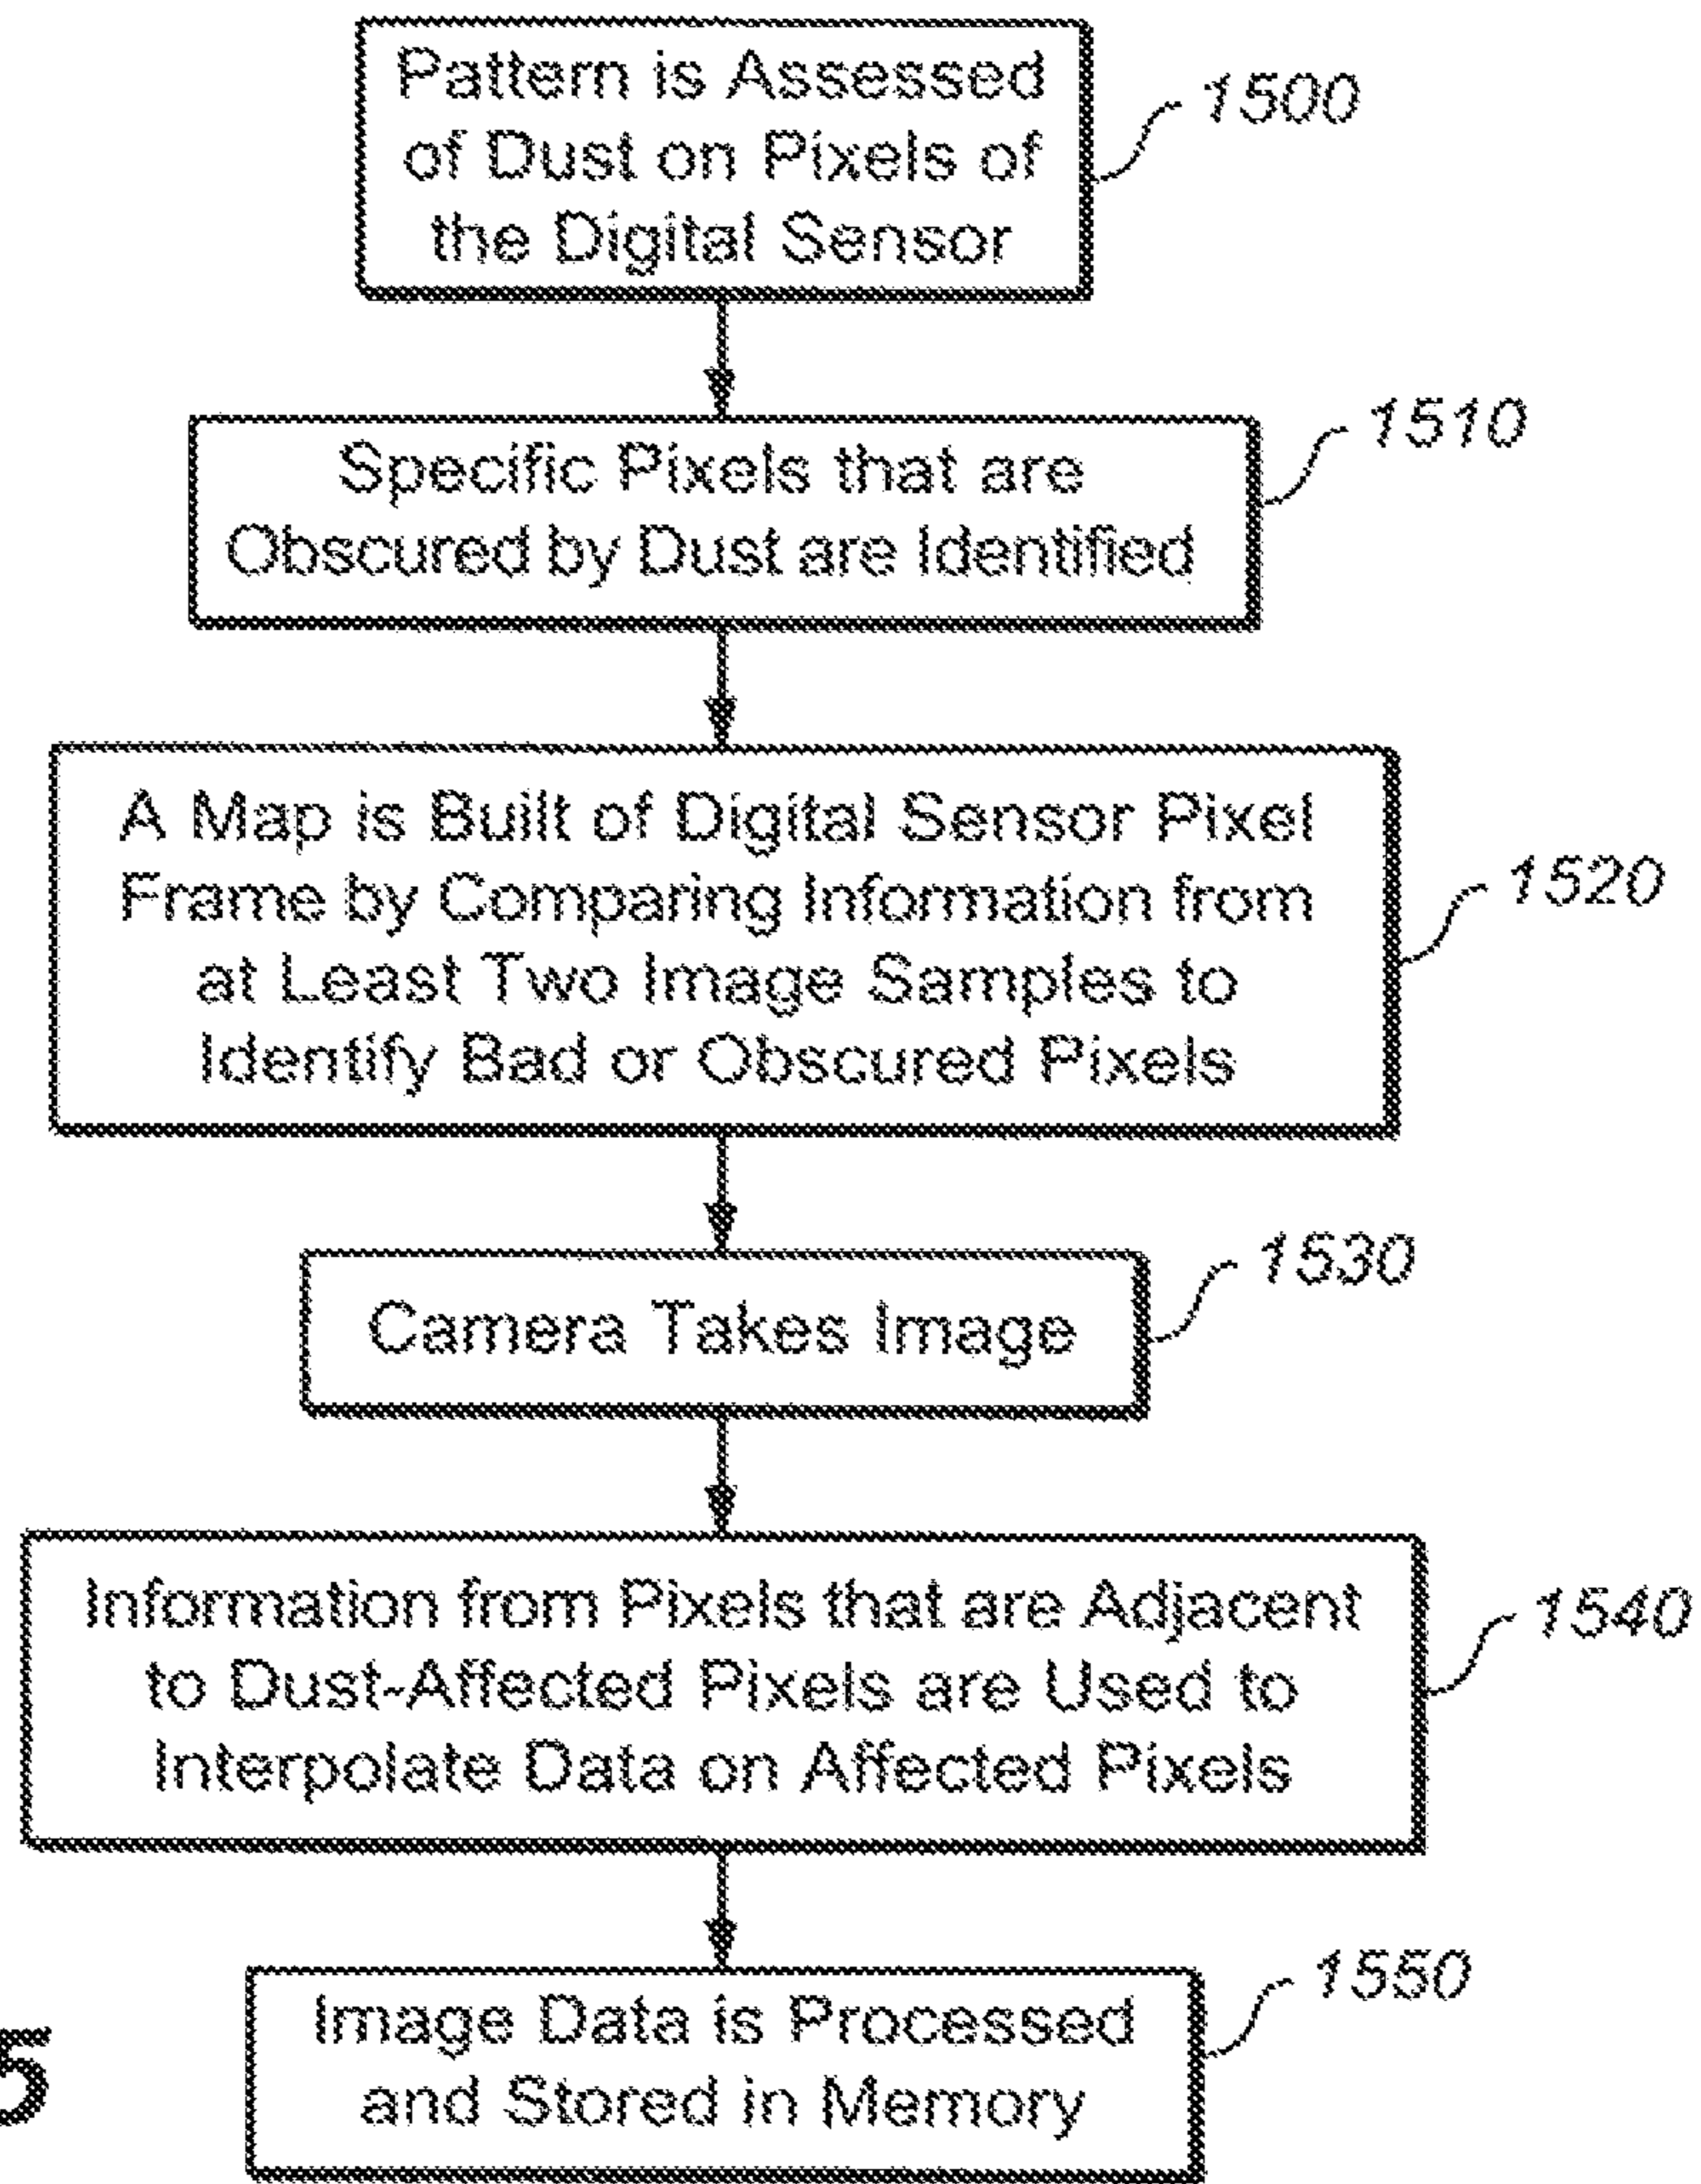 Pattern is Assessed
of Dust on Pixels of
the Digital Sensor
1500
Specific Pixels that are
Obscured by Dust are Identified
1510
A Map is Built of Digital Sensor Pixel
Frame by Comparing Information from
at Least Two Image Samples to
Identify Bad or Obscured Pixels
1520
Camera Takes Image
1530
Information from Pixels that are Adjacent
to Dust-Affected Pixels are Used to
Interpolate Data on Affected Pixels
1540
Image Data is Processed
and Stored in Memory
1550
5